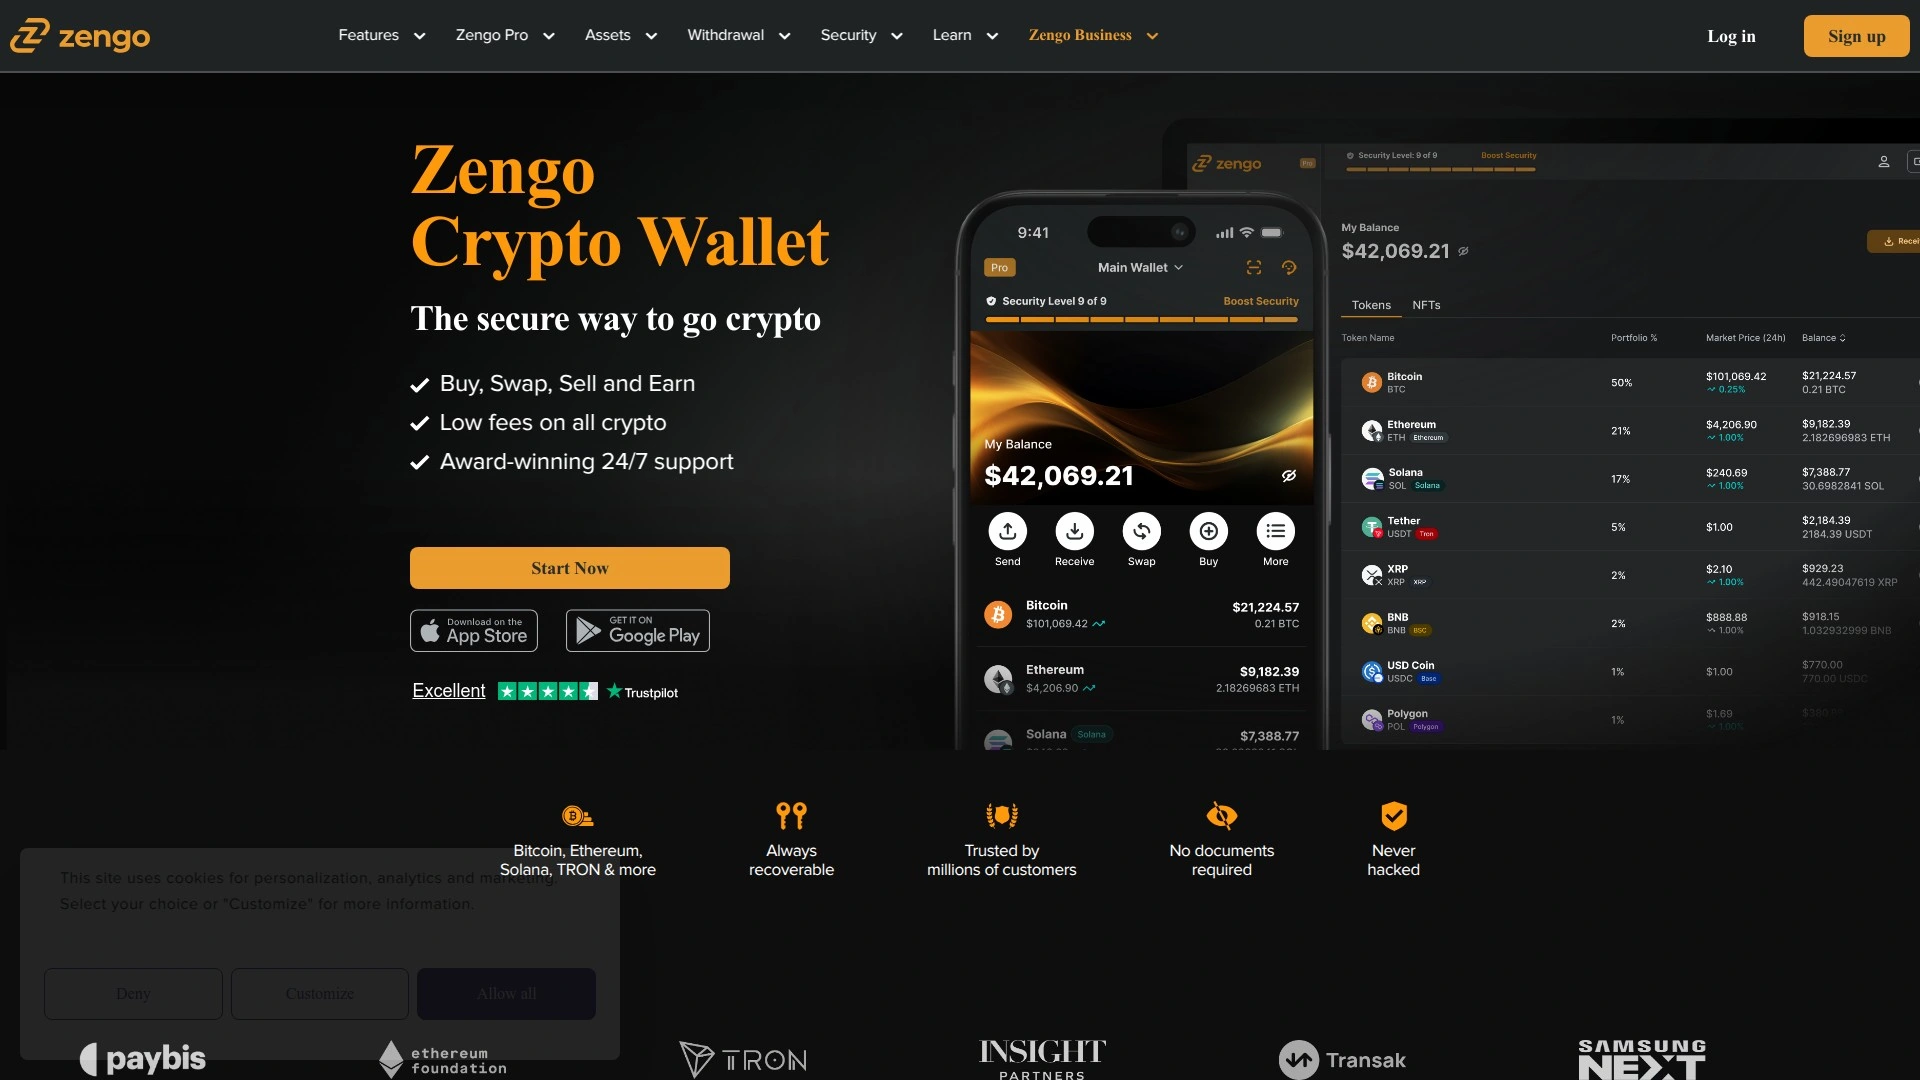 zengo
Features
Zengo Pro
Assets
Withdrawal
Security
Learn
Zengo Business
Log in
Sign up
Zengo
Crypto Wallet
The secure way to go crypto
Buy, Swap, Sell and Earn
Low fees on all crypto
Award-winning 24/7 support
Start Now
Download on the
App Store
GET IT ON
Google Play
Excellent
Trustpilot
9:41
Pro
Main Wallet
Security Level 9 of 9
Boost Security
My Balance
$42,069.21
Send
Receive
Swap
Buy
More
Bitcoin
$21,224.57
$101,069.42
0.21 BTC
Ethereum
$9,182.39
$4,206.90
2.18269683 ETH
Solana Solana
$7,388.77
zengo
Pro
Security Level: 9 of 9
Boost Security
My Balance
$42,069.21
Tokens
NFTs
Token Name
Portfolio %
Market Price (24h)
Balance
Bitcoin
BTC
50%
$101,069.42
0.25%
$21,224.57
0.21 BTC
Ethereum
ETH Ethereum
21%
$4,206.90
1.00%
$9,182.39
2.182696983 ETH
Solana
SOL Solana
17%
$240.69
1.00%
$7,388.77
30.6982841 SOL
Tether
USDT Tron
5%
$1.00
$2,184.39
2184.39 USDT
XRP
XRP XRP
2%
$2.10
1.00%
$929.23
442.49047619 XRP
BNB
BNB BSC
2%
$888.88
1.00%
$918.15
1.032932999 BNB
USD Coin
USDC Base
1%
$1.00
$770.00
770.00 USDC
Polygon
POL Polygon
1%
$1.69
1.00%
Bitcoin, Ethereum,
Solana, TRON & more
Always
recoverable
Trusted by
millions of customers
No documents
required
Never
hacked
This site uses cookies for personalization, analytics and marketing.
Select your choice or "Customize" for more information.
Deny
Customize
Allow all
paybis
ethereum
foundation
TRON
INSIGHT
PARTNERS
Transak
SAMSUNG
NEXT